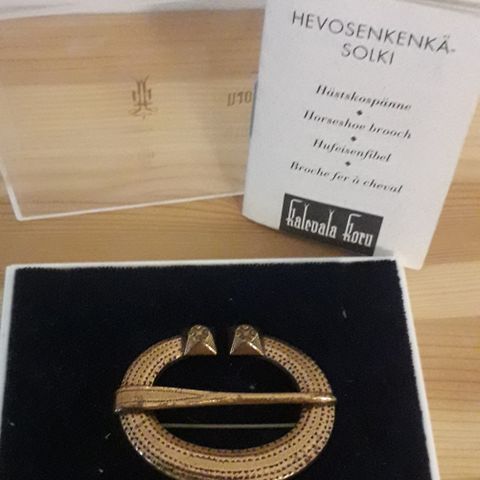 HEVOSENKENKÄ-
SOLKI
Hästskospänne
Horseshoe brooch
Hufeisenfibel
Broche fer à cheval
Kalevala Koru